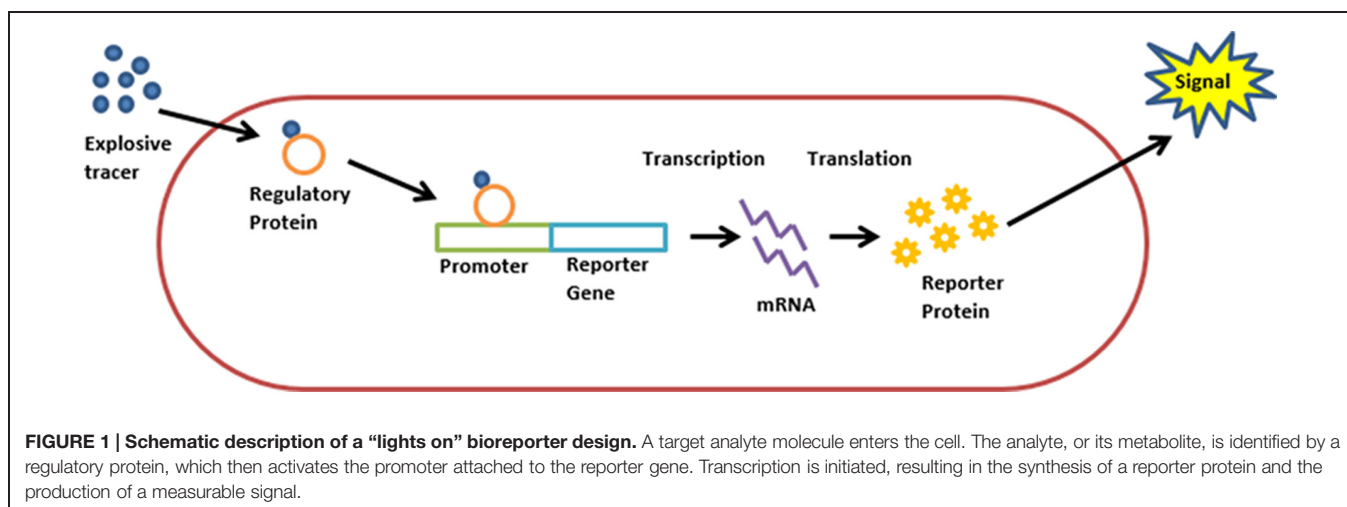 Signal
Explosive
tracer
Regulatory
Protein
Transcription
Translation
Promoter
Reporter
Gene
mRNA
Reporter
Protein
FIGURE 1 | Schematic description of a “lights on” bioreporter design. A target analyte molecule enters the cell. The analyte, or its metabolite, is identified by a
regulatory protein, which then activates the promoter attached to the reporter gene. Transcription is initiated, resulting in the synthesis of a reporter protein and the
production of a measurable signal.